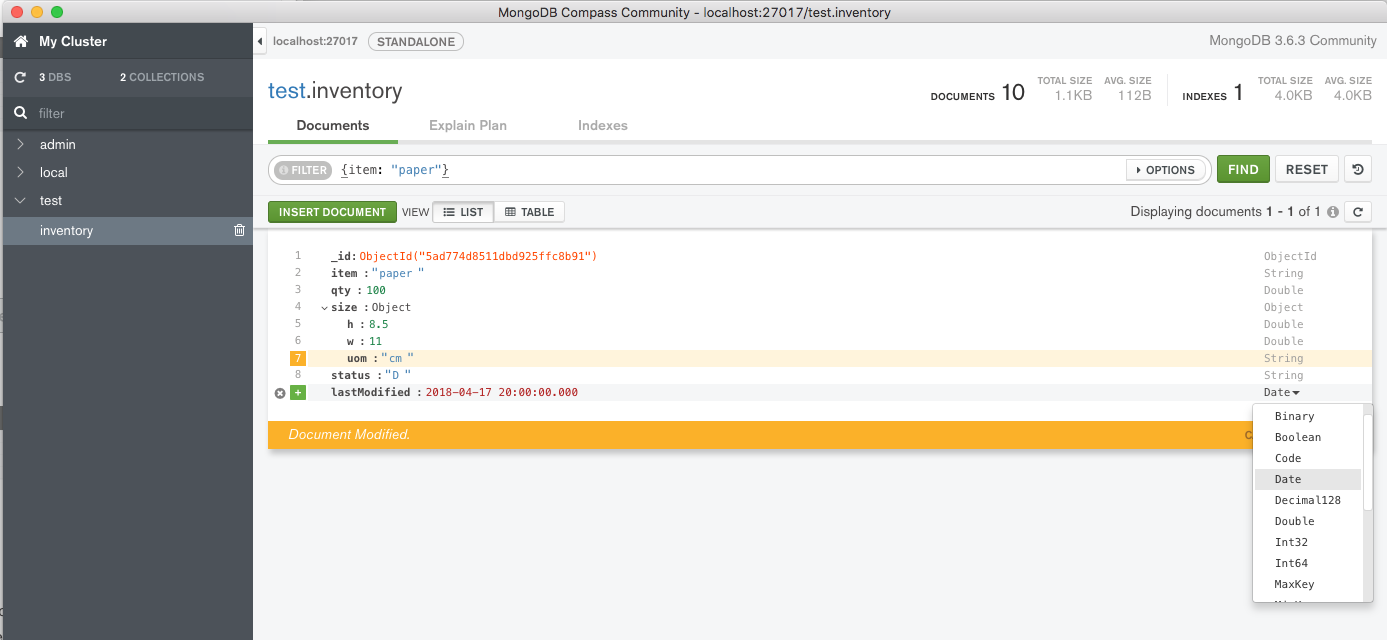 MongoDB Compass Community - localhost:27017/test.inventory
My Cluster
3 DBS 2 COLLECTIONS
filter
admin
local
test
inventory
localhost:27017 STANDALONE MongoDB 3.6.3 Community
test.inventory
DOCUMENTS 10 TOTAL SIZE 1.1KB AVG. SIZE 112B INDEXES 1 TOTAL SIZE 4.0KB AVG. SIZE 4.0KB
Documents Explain Plan Indexes
FILTER {item: "paper"} OPTIONS FIND RESET
INSERT DOCUMENT VIEW LIST TABLE Displaying documents 1 - 1 of 1
1 _id: ObjectId("5ad774d8511dbd925ffc8b91") ObjectId
2 item : "paper " String
3 qty : 100 Double
4 size : Object Object
5 h : 8.5 Double
6 w : 11 Double
7 uom : "cm " String
8 status : "D " String
+ lastModified : 2018-04-17 20:00:00.000 Date
Document Modified.
Binary
Boolean
Code
Date
Decimal128
Double
Int32
Int64
MaxKey